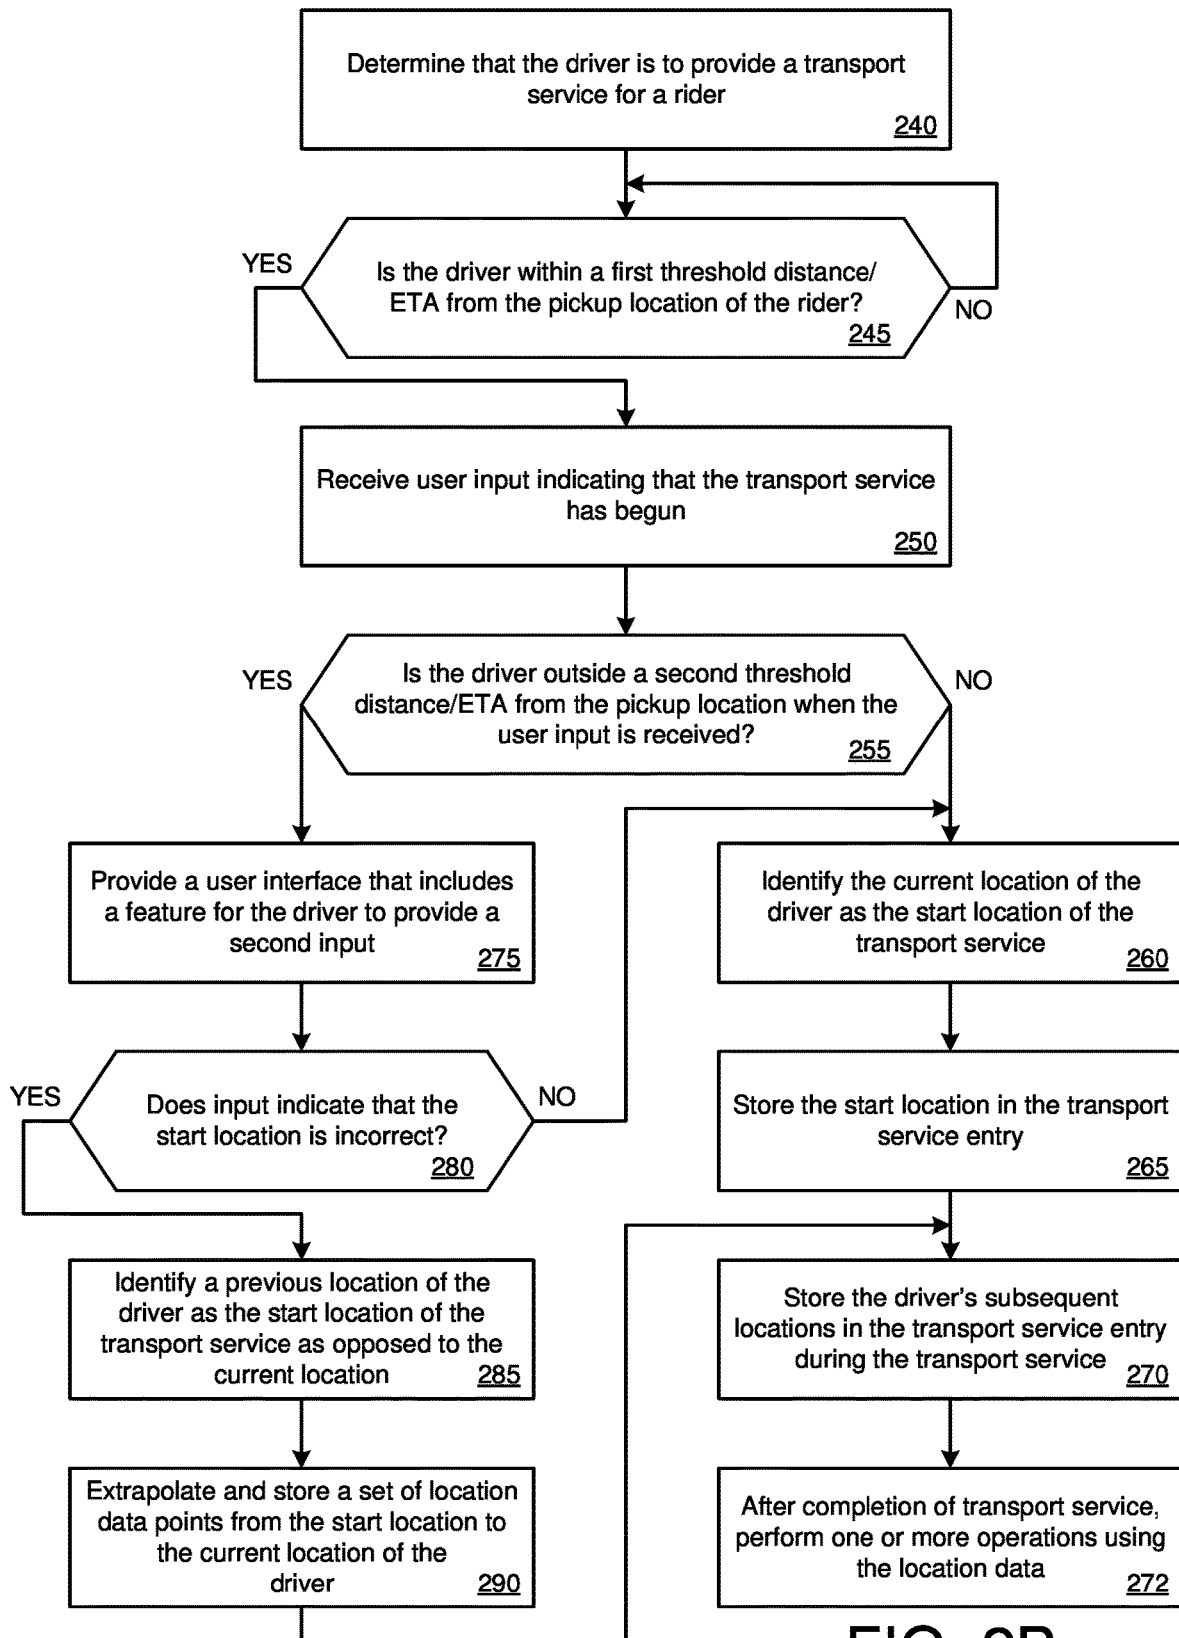 Determine that the driver is to provide a transport
service for a rider
240
YES
Is the driver within a first threshold distance/
ETA from the pickup location of the rider?
245
NO
Receive user input indicating that the transport service
has begun
250
YES
Is the driver outside a second threshold
distance/ETA from the pickup location when the
user input is received?
255
NO
Provide a user interface that includes
a feature for the driver to provide a
second input
275
Identify the current location of the
driver as the start location of the
transport service
260
YES
Does input indicate that the
start location is incorrect?
280
NO
Store the start location in the transport
service entry
265
Identify a previous location of the
driver as the start location of the
transport service as opposed to the
current location
285
Store the driver's subsequent
locations in the transport service entry
during the transport service
270
Extrapolate and store a set of location
data points from the start location to
the current location of the
driver
290
After completion of transport service,
perform one or more operations using
the location data
272